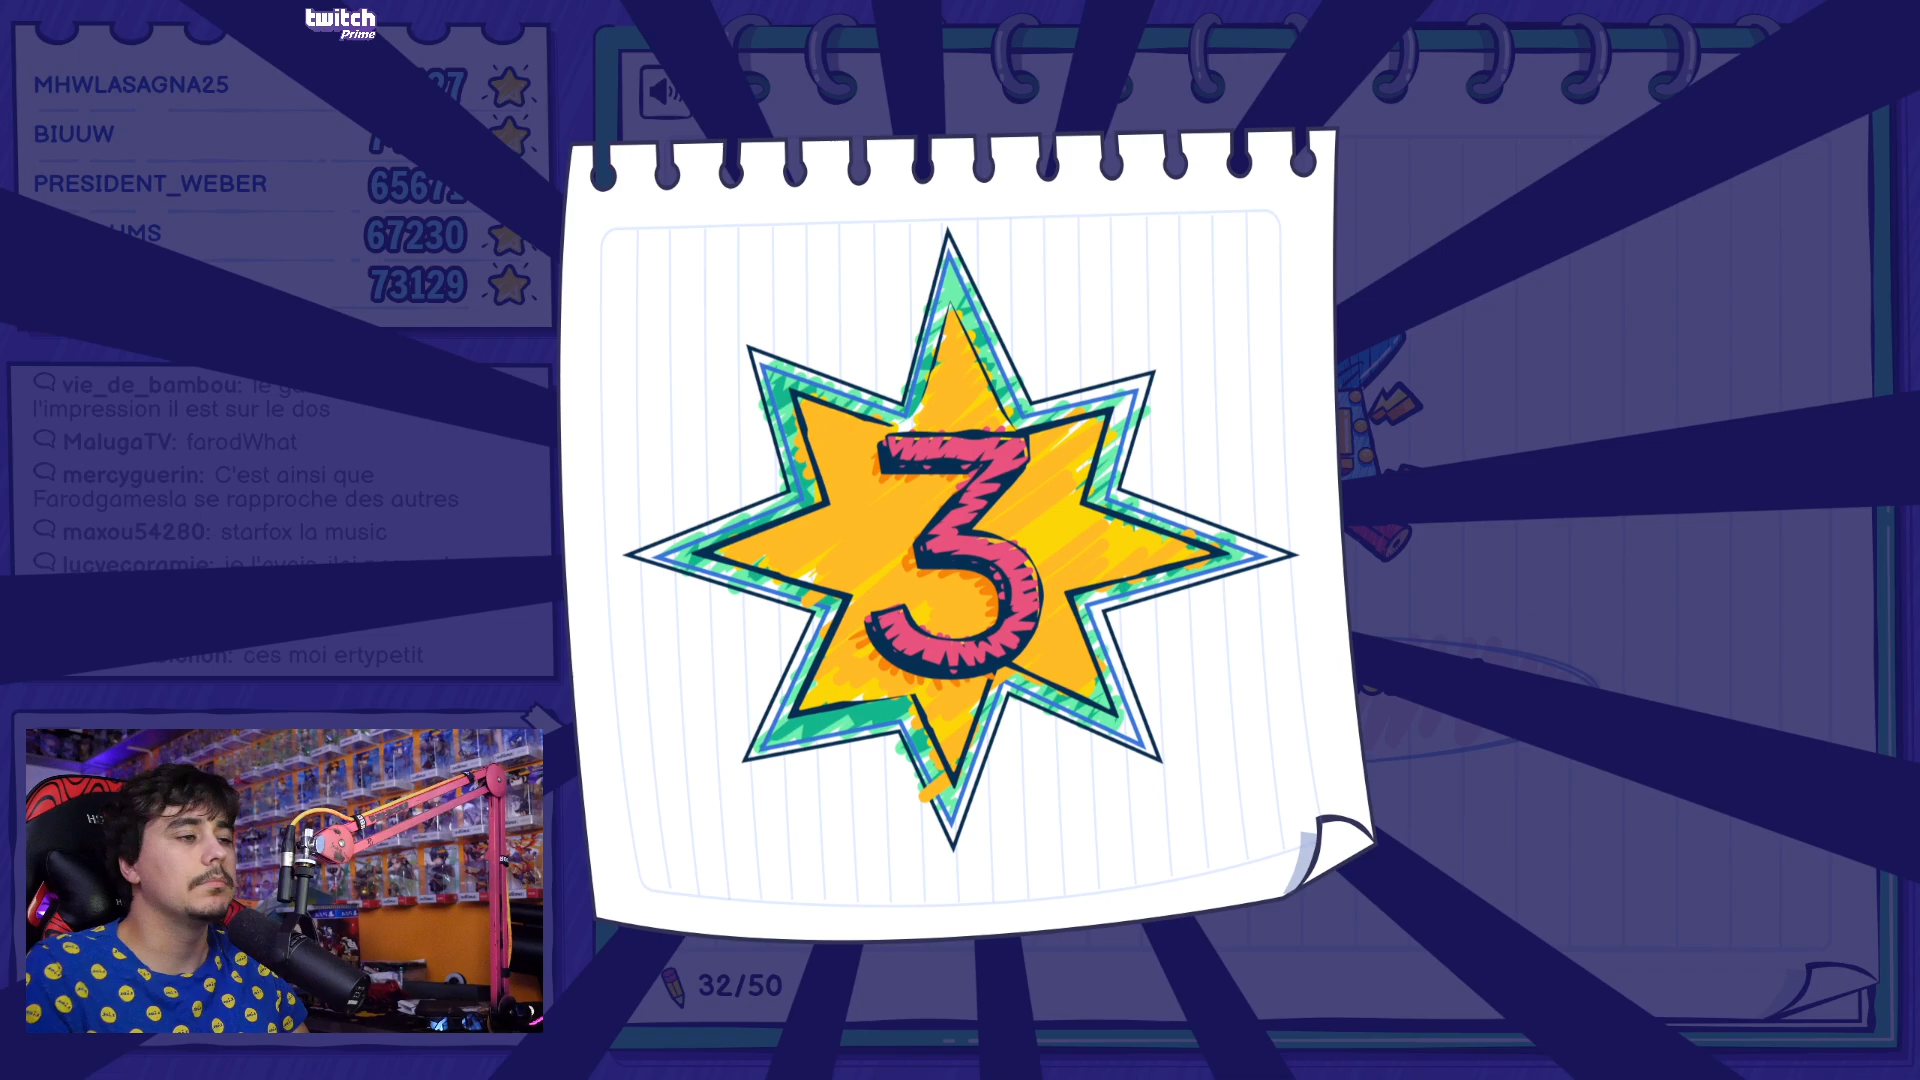 twitch
Prime
MHWLASAGNA25
BIUUW
PRESIDENT_WEBER
67230
73129
vie_de_bambou: le
l'impression il est sur le dos
MalugaTV: farodWhat
mercyguerin: C'est ainsi que
Farodgamesla se rapproche des autres
maxou54280: starfox la music
ces moi ertypetit
3
32/50